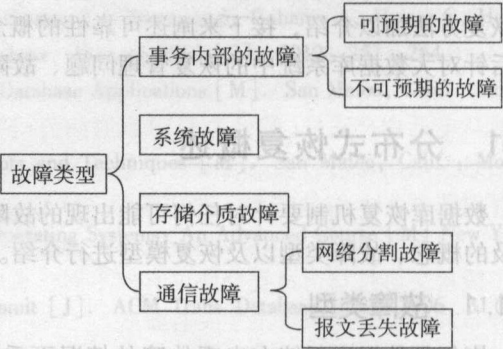 故障类型
事务内部的故障
可预期的故障
不可预期的故障
系统故障
存储介质故障
通信故障
网络分割故障
报文丢失故障